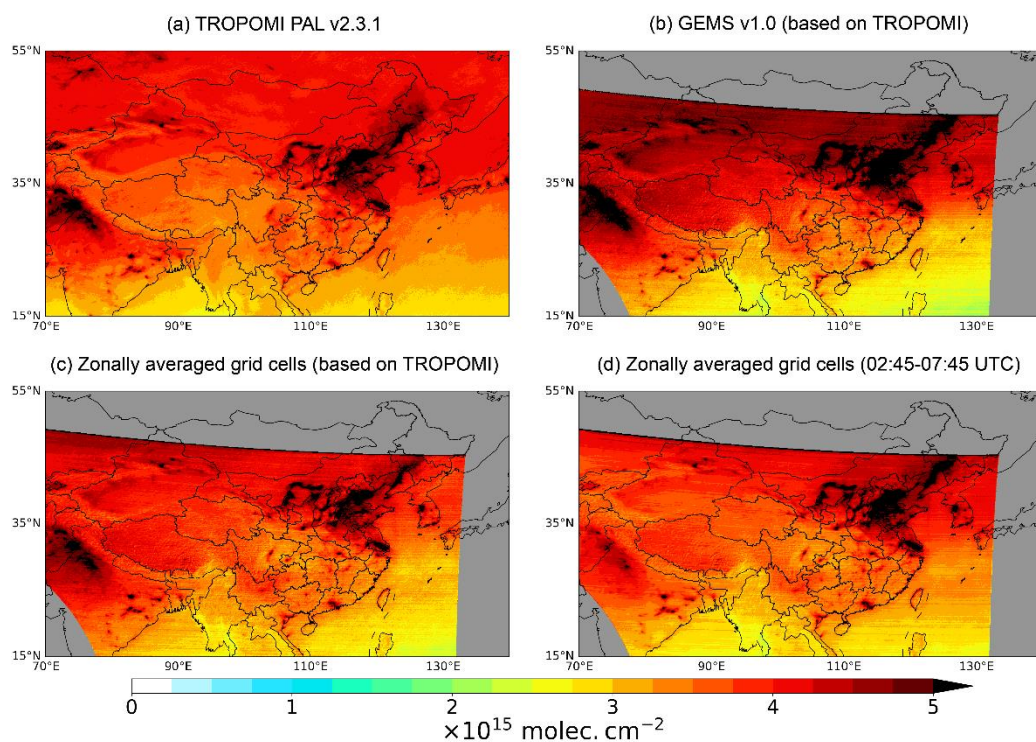 (a) TROPOMI PAL v2.3.1
(b) GEMS v1.0 (based on TROPOMI)
55°N
35°N
15°N
70°E
90°E
110°E
130°E
55°N
35°N
15°N
70°E
90°E
110°E
130°E
(c) Zonally averaged grid cells (based on TROPOMI)
(d) Zonally averaged grid cells (02:45-07:45 UTC)
55°N
35°N
15°N
70°E
90°E
110°E
130°E
55°N
35°N
15°N
70°E
90°E
110°E
130°E
0 1 2 3 4 5
×10¹⁵ molec. cm⁻²